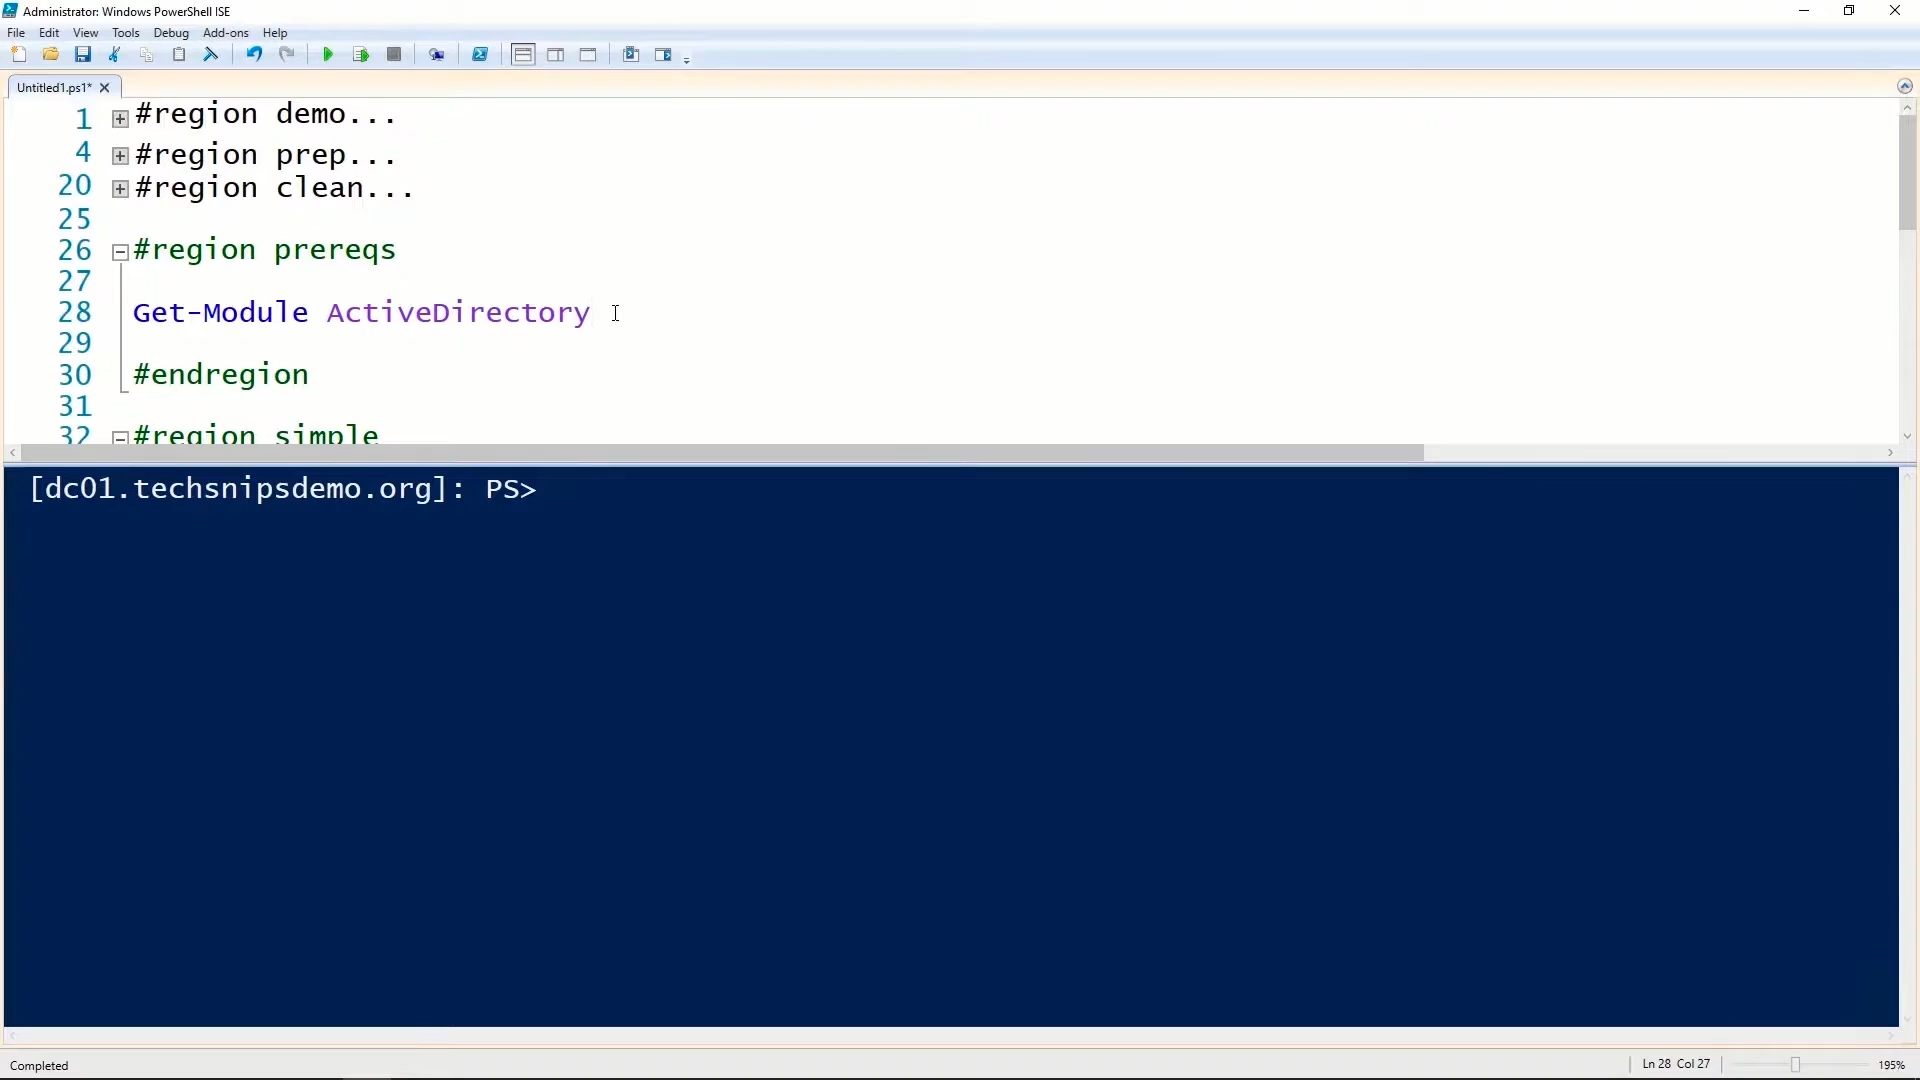 Administrator: Windows PowerShell ISE
File Edit View Tools Debug Add-ons Help
Untitled1.ps1*
1 #region demo...
4 #region prep...
20 #region clean...
25
26 #region prereqs
27
28 Get-Module ActiveDirectory
29
30 #endregion
31
32 #region simple
[dc01.techsnipsdemo.org]: PS>
Completed Ln 28 Col 27 195%